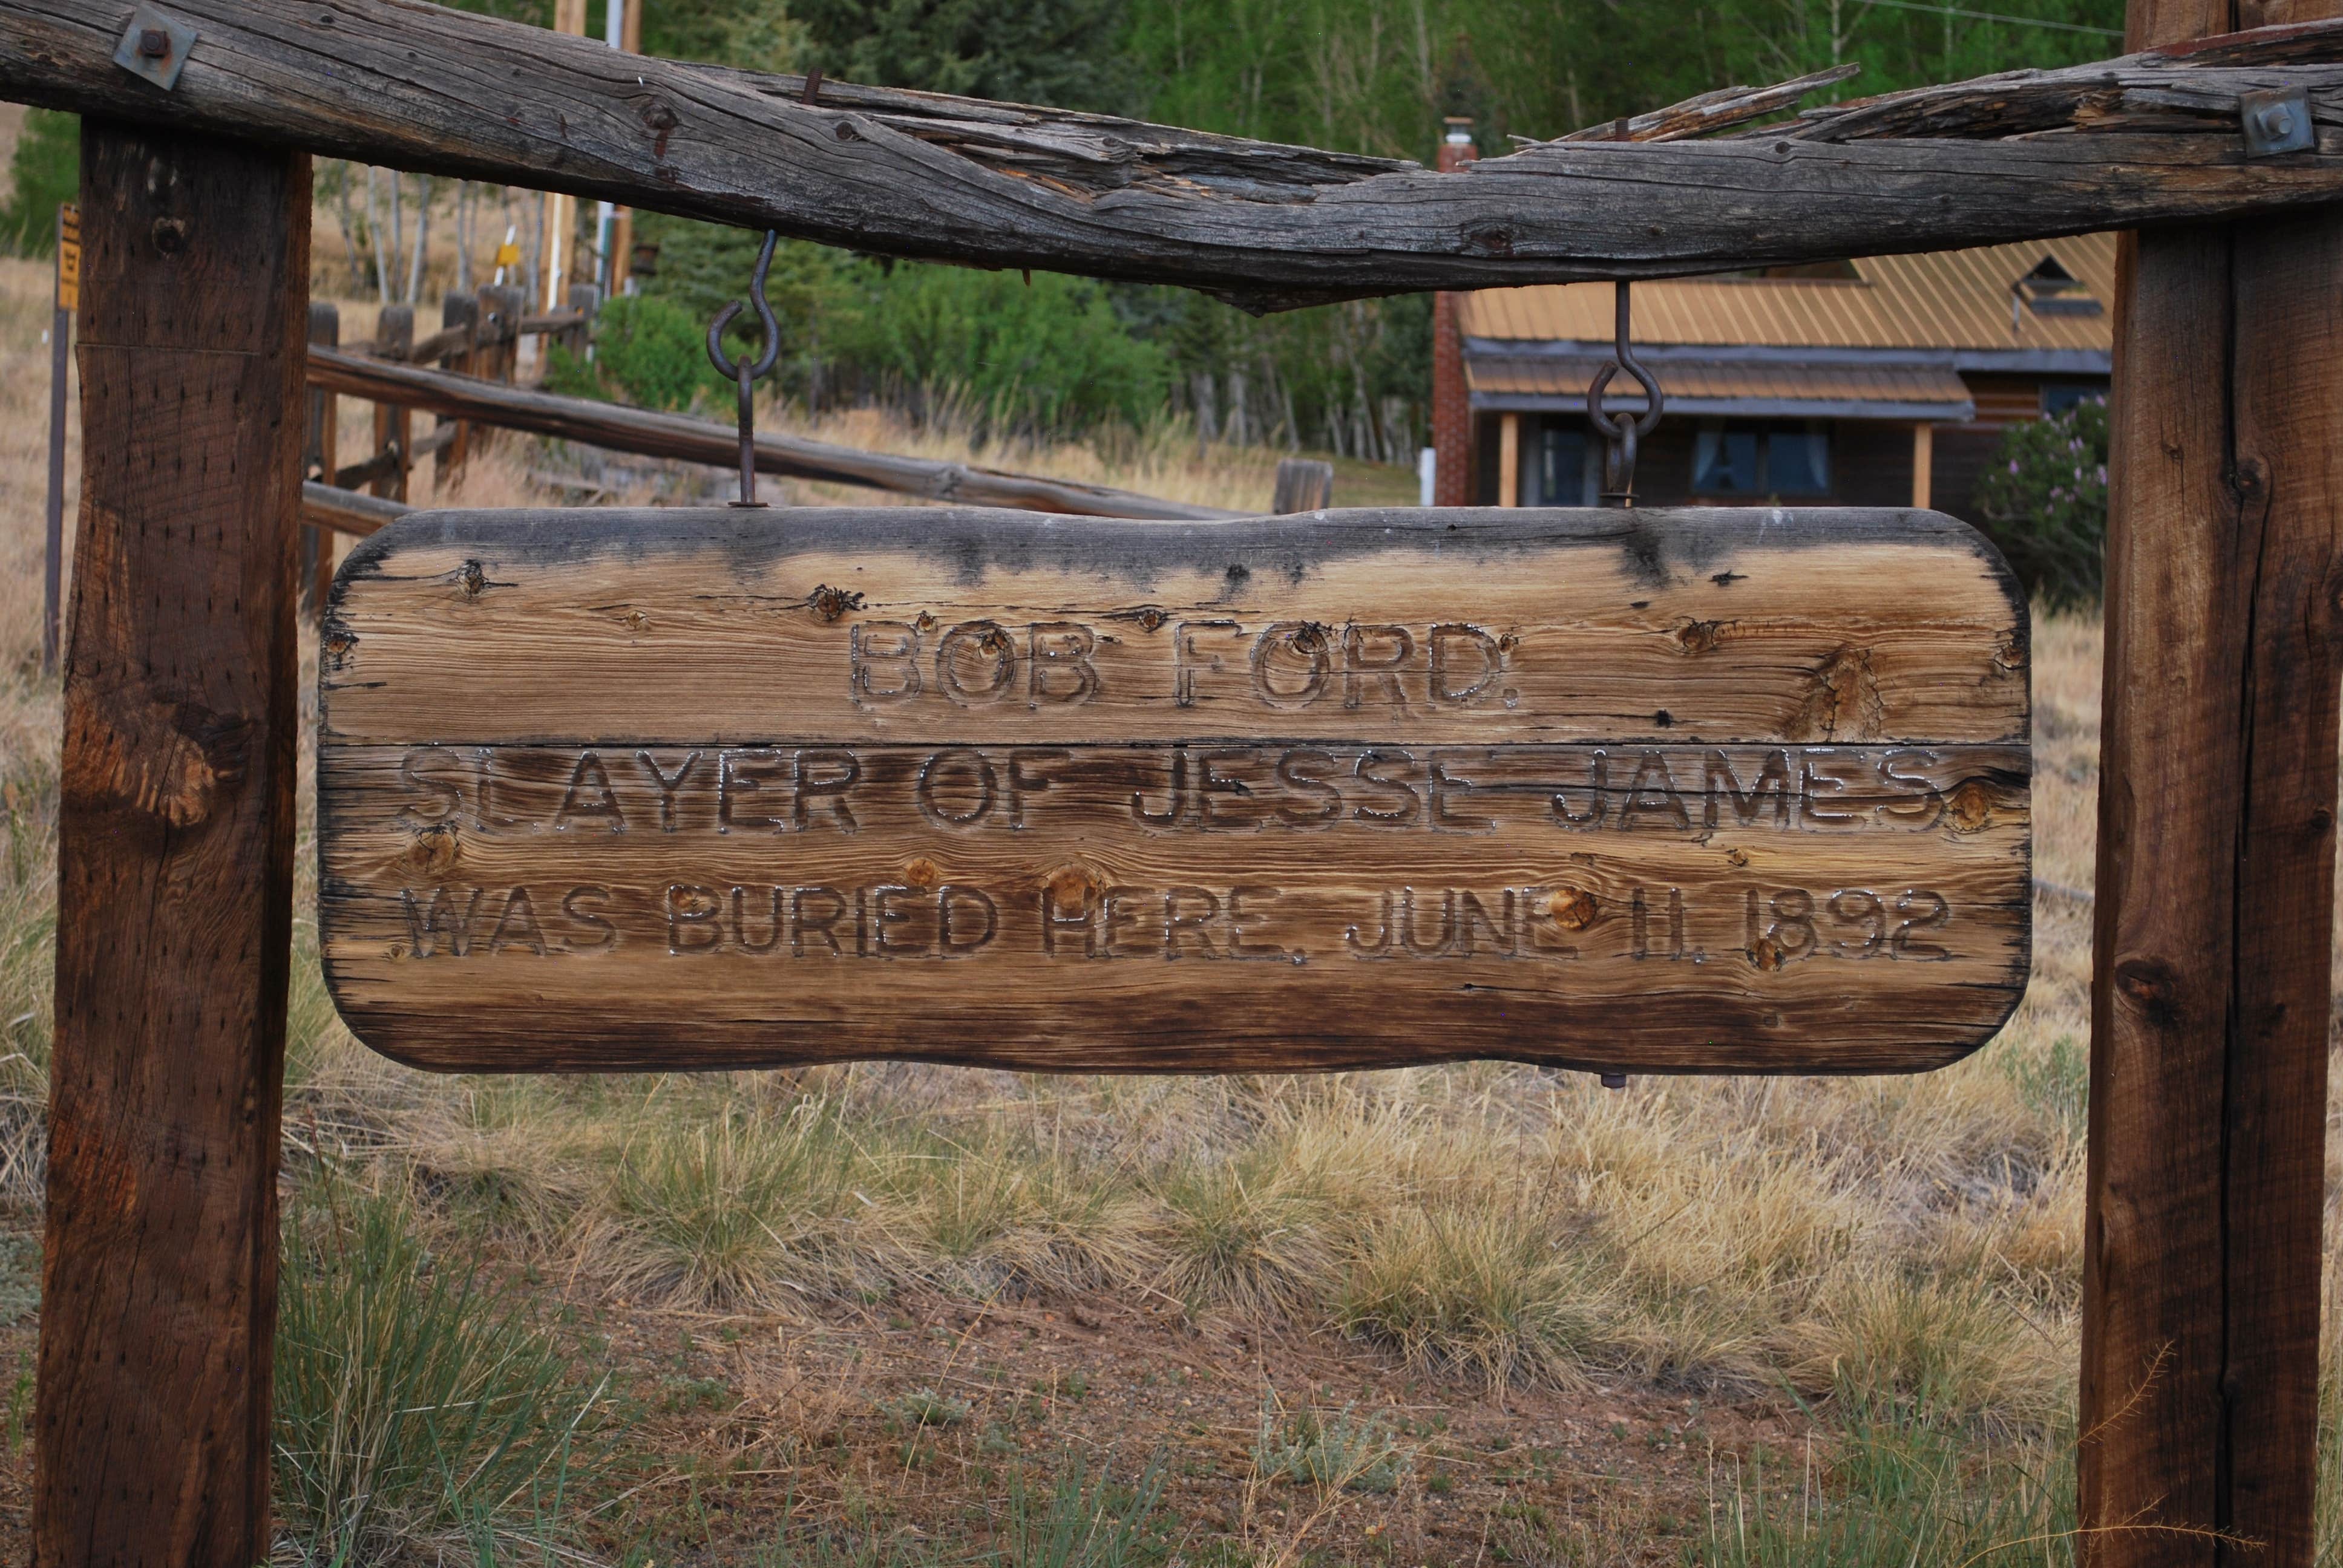 BOB FORD.
SLAYER OF JESSE JAMES
WAS BURIED HERE, JUNE 11, 1892